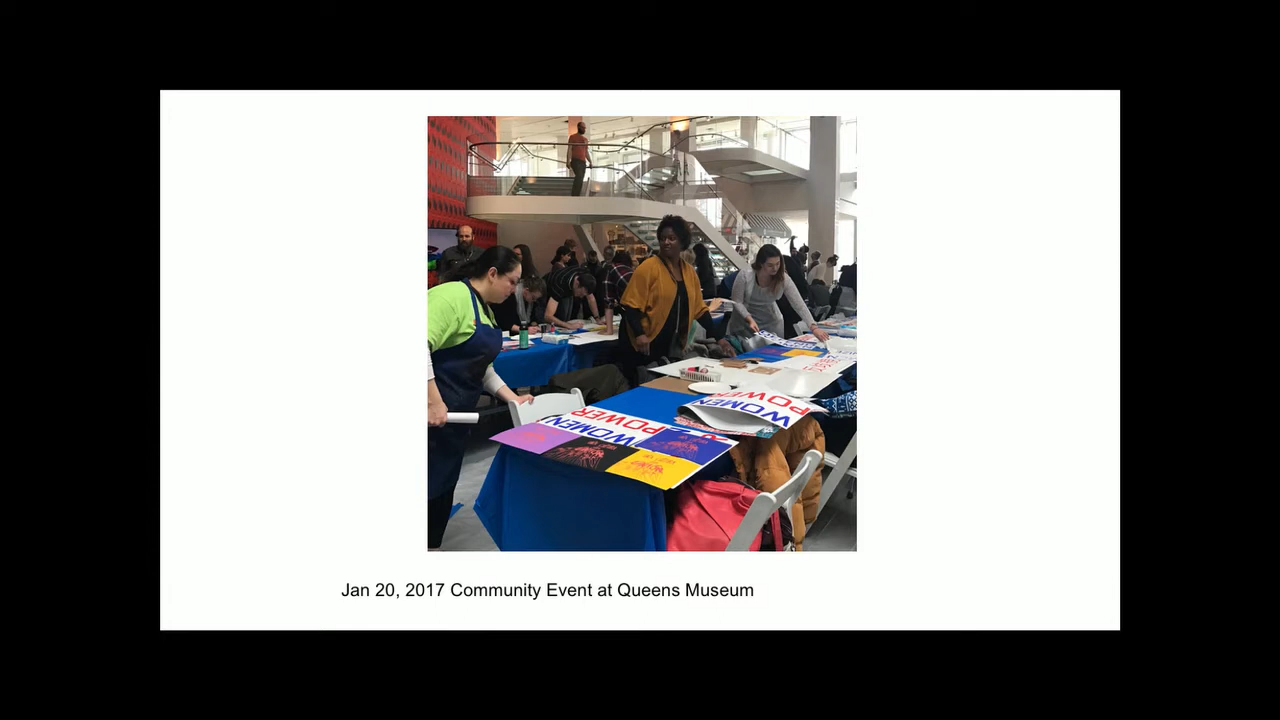 WOMEN
POWER
POWER
WOMEN
Jan 20, 2017 Community Event at Queens Museum